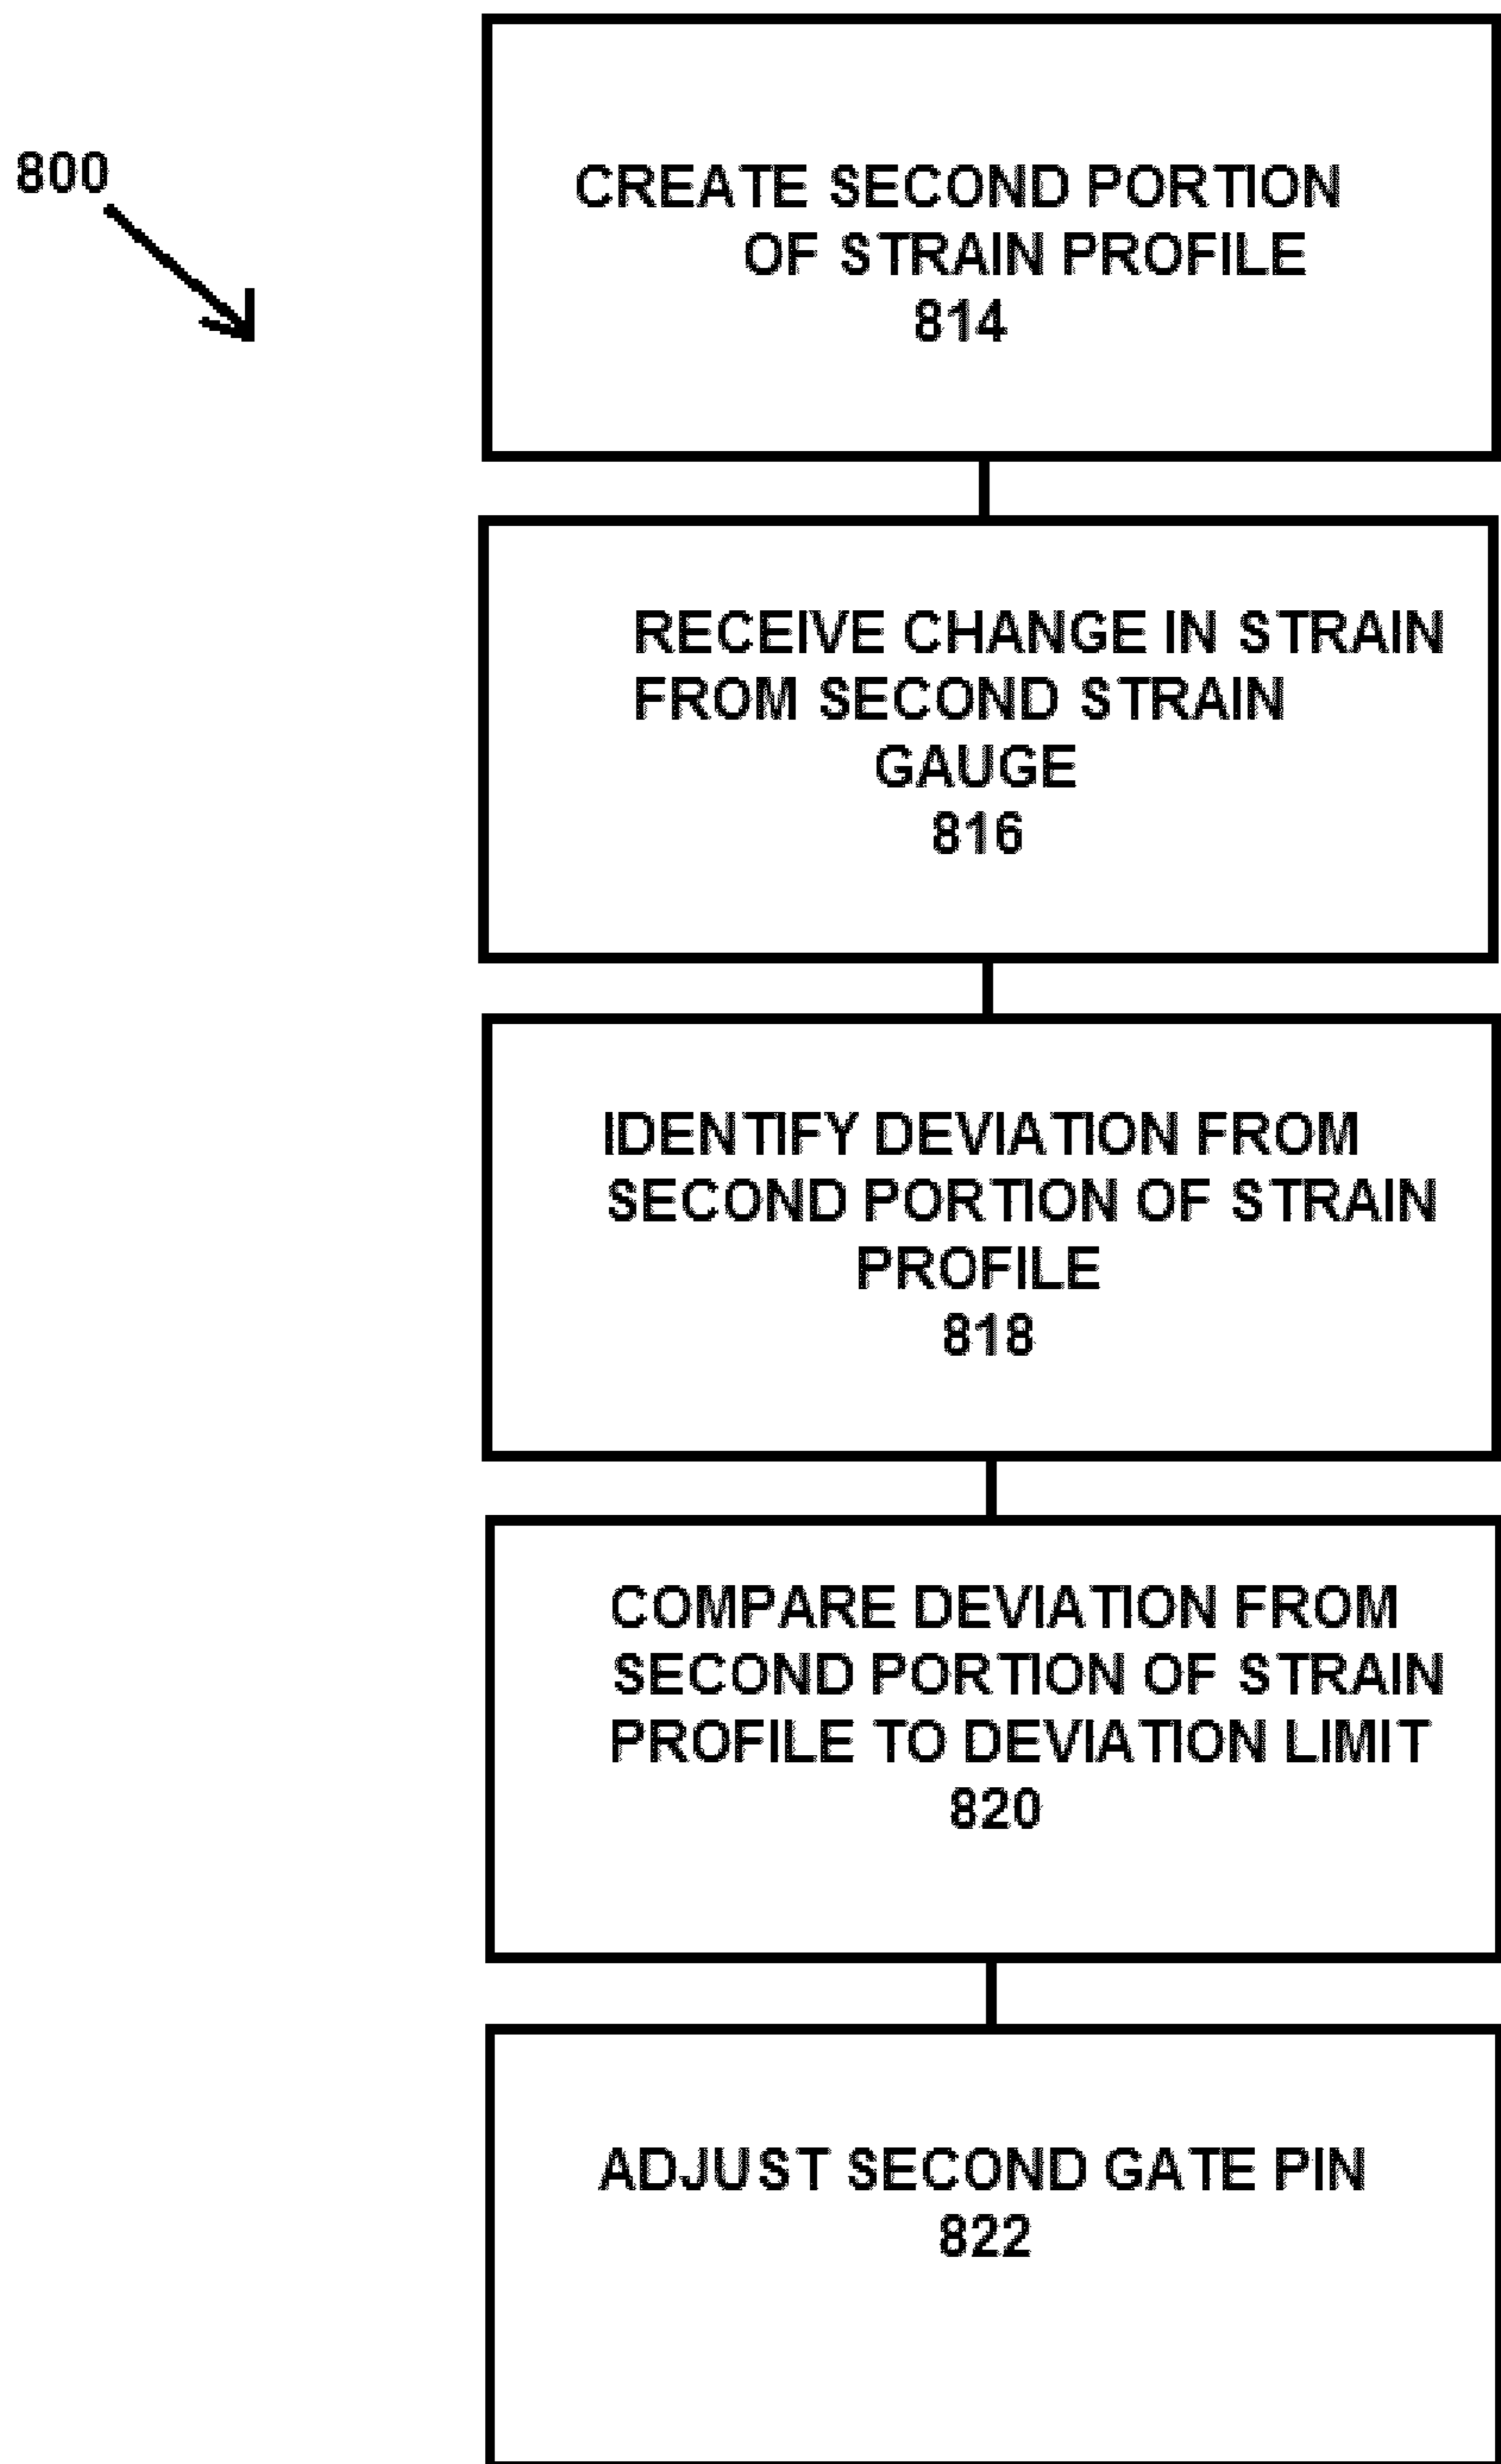 800
CREATE SECOND PORTION
OF STRAIN PROFILE
814
RECEIVE CHANGE IN STRAIN
FROM SECOND STRAIN
GAUGE
816
IDENTIFY DEVIATION FROM
SECOND PORTION OF STRAIN
PROFILE
818
COMPARE DEVIATION FROM
SECOND PORTION OF STRAIN
PROFILE TO DEVIATION LIMIT
820
ADJUST SECOND GATE PIN
822